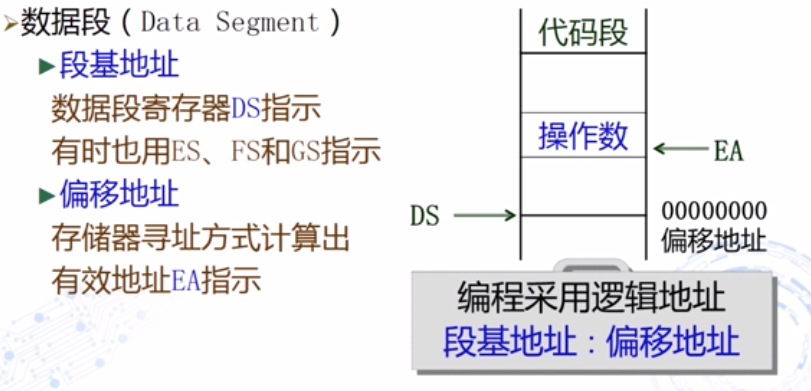 ➢数据段（Data Segment）
►段基地址
数据段寄存器DS指示
有时也用ES、FS和GS指示
►偏移地址
存储器寻址方式计算出
有效地址EA指示
代码段
操作数
EA
DS
00000000
偏移地址
编程采用逻辑地址
段基地址：偏移地址